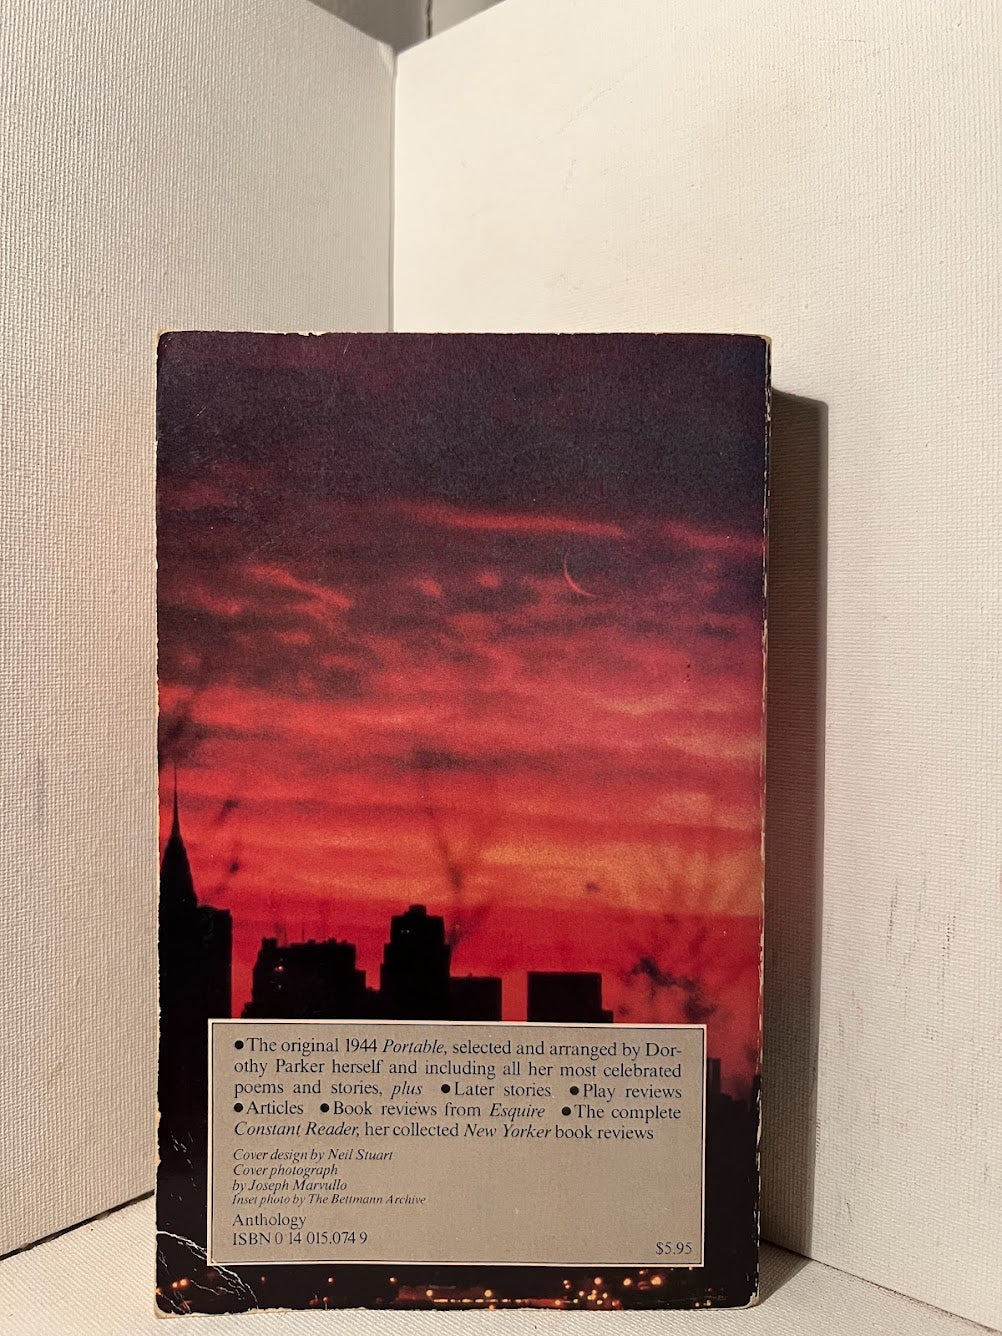 ●The original 1944 Portable, selected and arranged by Dor-
othy Parker herself and including all her most celebrated
poems and stories, plus ●Later stories ●Play reviews
●Articles ●Book reviews from Esquire ●The complete
Constant Reader, her collected New Yorker book reviews
Cover design by Neil Stuart
Cover photograph
by Joseph Marvullo
Inset photo by The Bettmann Archive
Anthology
ISBN 0 14 015.074 9
$5.95